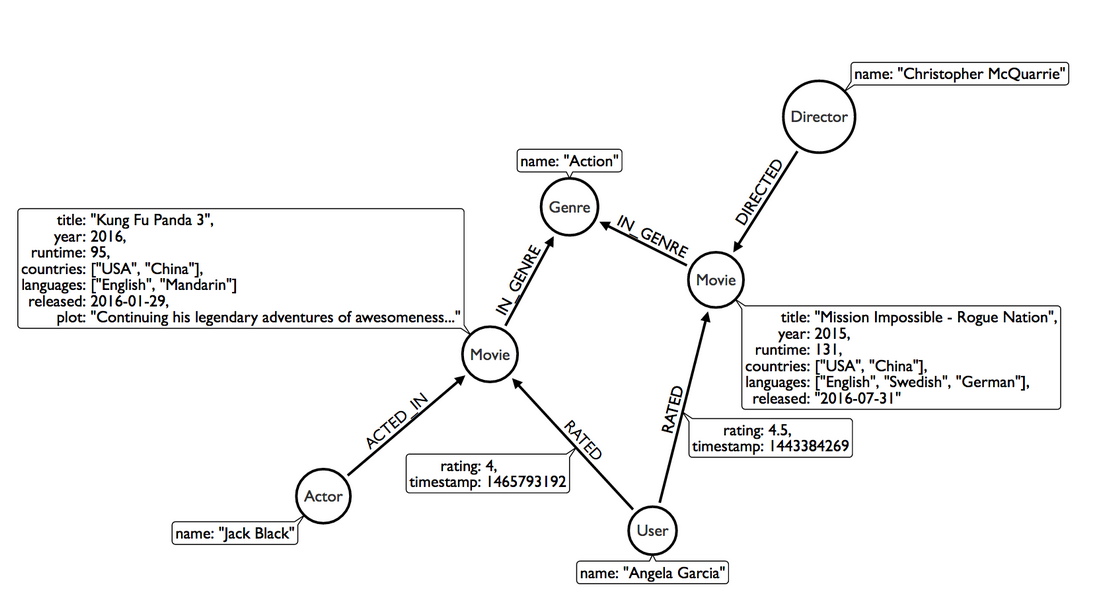 name: "Christopher McQuarrie"
Director
DIRECTED
name: "Action"
Genre
IN_GENRE
IN_GENRE
title: "Kung Fu Panda 3",
year: 2016,
runtime: 95,
countries: ["USA", "China"],
languages: ["English", "Mandarin"]
released: 2016-01-29,
plot: "Continuing his legendary adventures of awesomeness..."
Movie
Movie
title: "Mission Impossible - Rogue Nation",
year: 2015,
runtime: 131,
countries: ["USA", "China"],
languages: ["English", "Swedish", "German"],
released: "2016-07-31"
ACTED_IN
RATED
RATED
rating: 4.5,
timestamp: 1443384269
rating: 4,
timestamp: 1465793192
Actor
name: "Jack Black"
User
name: "Angela Garcia"